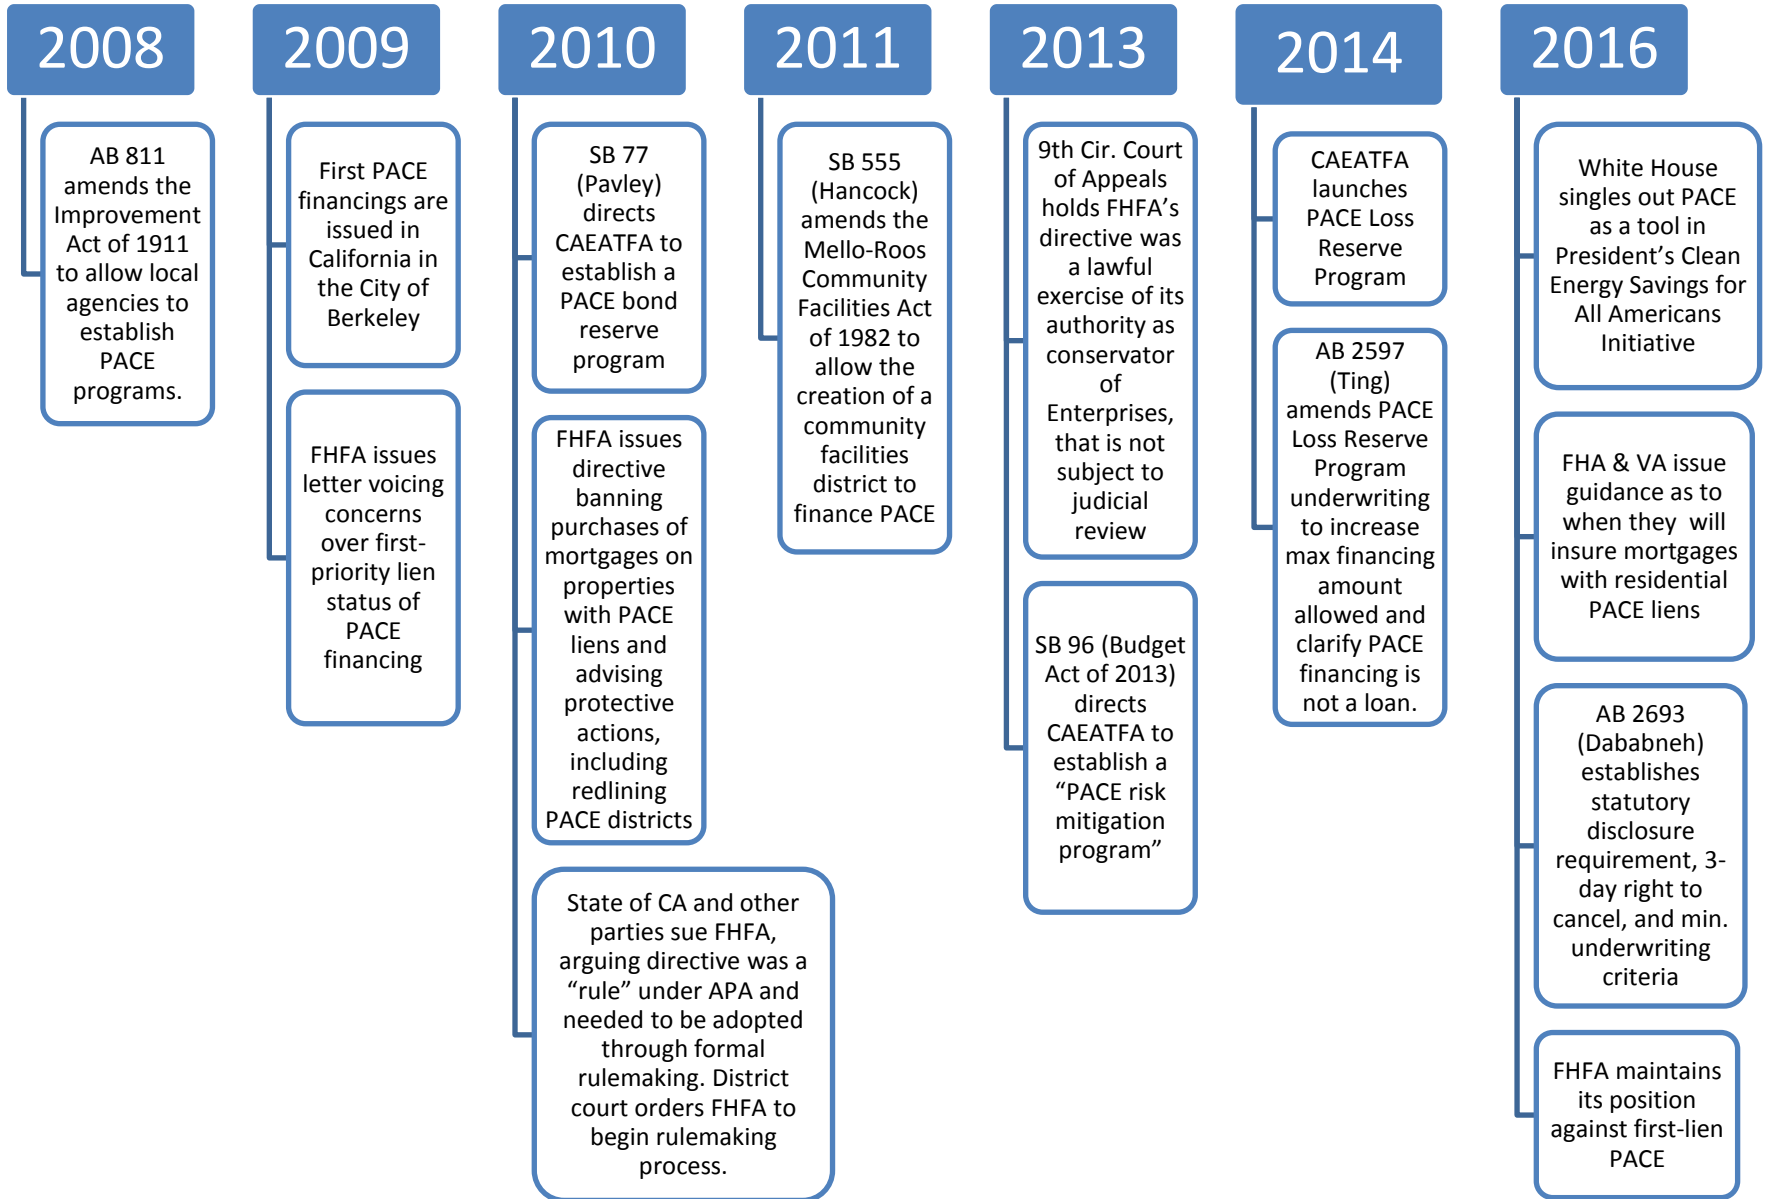 2008
AB 811
amends the
Improvement
Act of 1911
to allow local
agencies to
establish
PACE
programs.
2009
First PACE
financings are
issued in
California in
the City of
Berkeley
FHFA issues
letter voicing
concerns
over first-
priority lien
status of
PACE
financing
2010
SB 77
(Pavley)
directs
CAEATFA to
establish a
PACE bond
reserve
program
FHFA issues
directive
banning
purchases of
mortgages on
properties
with PACE
liens and
advising
protective
actions,
including
redlining
PACE districts
State of CA and other
parties sue FHFA,
arguing directive was a
“rule” under APA and
needed to be adopted
through formal
rulemaking. District
court orders FHFA to
begin rulemaking
process.
2011
SB 555
(Hancock)
amends the
Mello-Roos
Community
Facilities Act
of 1982 to
allow the
creation of a
community
facilities
district to
finance PACE
2013
9th Cir. Court
of Appeals
holds FHFA’s
directive was
a lawful
exercise of its
authority as
conservator
of
Enterprises,
that is not
subject to
judicial
review
SB 96 (Budget
Act of 2013)
directs
CAEATFA to
establish a
“PACE risk
mitigation
program”
2014
CAEATFA
launches
PACE Loss
Reserve
Program
AB 2597
(Ting)
amends PACE
Loss Reserve
Program
underwriting
to increase
max financing
amount
allowed and
clarify PACE
financing is
not a loan.
2016
White House
singles out PACE
as a tool in
President’s Clean
Energy Savings for
All Americans
Initiative
FHA & VA issue
guidance as to
when they will
insure mortgages
with residential
PACE liens
AB 2693
(Dababneh)
establishes
statutory
disclosure
requirement, 3-
day right to
cancel, and min.
underwriting
criteria
FHFA maintains
its position
against first-lien
PACE